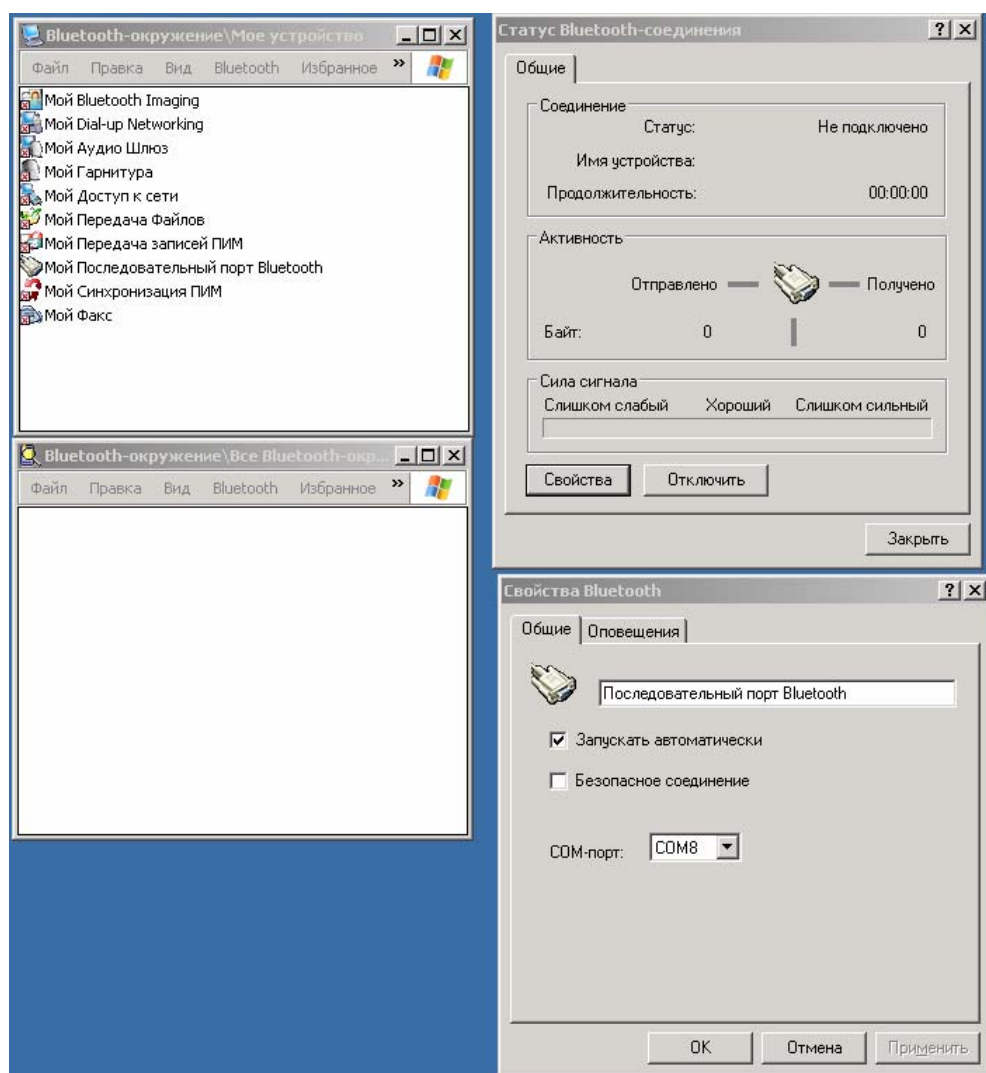 Bluetooth-окружение\Мое устройство
Файл Правка Вид Bluetooth Избранное »
Мой Bluetooth Imaging
Мой Dial-up Networking
Мой Аудио Шлюз
Мой Гарнитура
Мой Доступ к сети
Мой Передача Файлов
Мой Передача записей ПИМ
Мой Последовательный порт Bluetooth
Мой Синхронизация ПИМ
Мой Факс
Bluetooth-окружение\Все Bluetooth-окр...
Файл Правка Вид Bluetooth Избранное »
Статус Bluetooth-соединения
Общие
Соединение
Статус: Не подключено
Имя устройства:
Продолжительность: 00:00:00
Активность
Отправлено Получено
Байт: 0 0
Сила сигнала
Слишком слабый Хороший Слишком сильный
Свойства Отключить
Закрыть
Свойства Bluetooth
Общие Оповещения
Последовательный порт Bluetooth
Запускать автоматически
Безопасное соединение
COM-порт: COM8
OK Отмена Применить